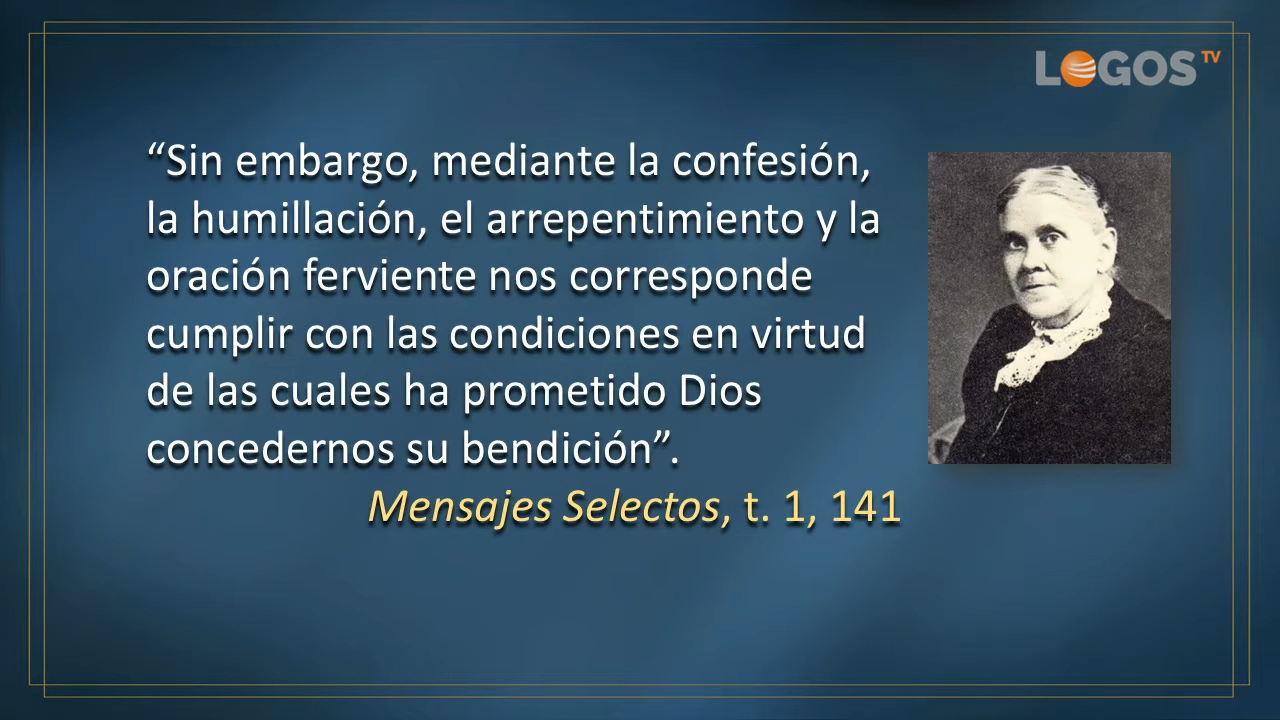 LOGOS TV
“Sin embargo, mediante la confesión,
la humillación, el arrepentimiento y la
oración ferviente nos corresponde
cumplir con las condiciones en virtud
de las cuales ha prometido Dios
concedernos su bendición”.
Mensajes Selectos, t. 1, 141